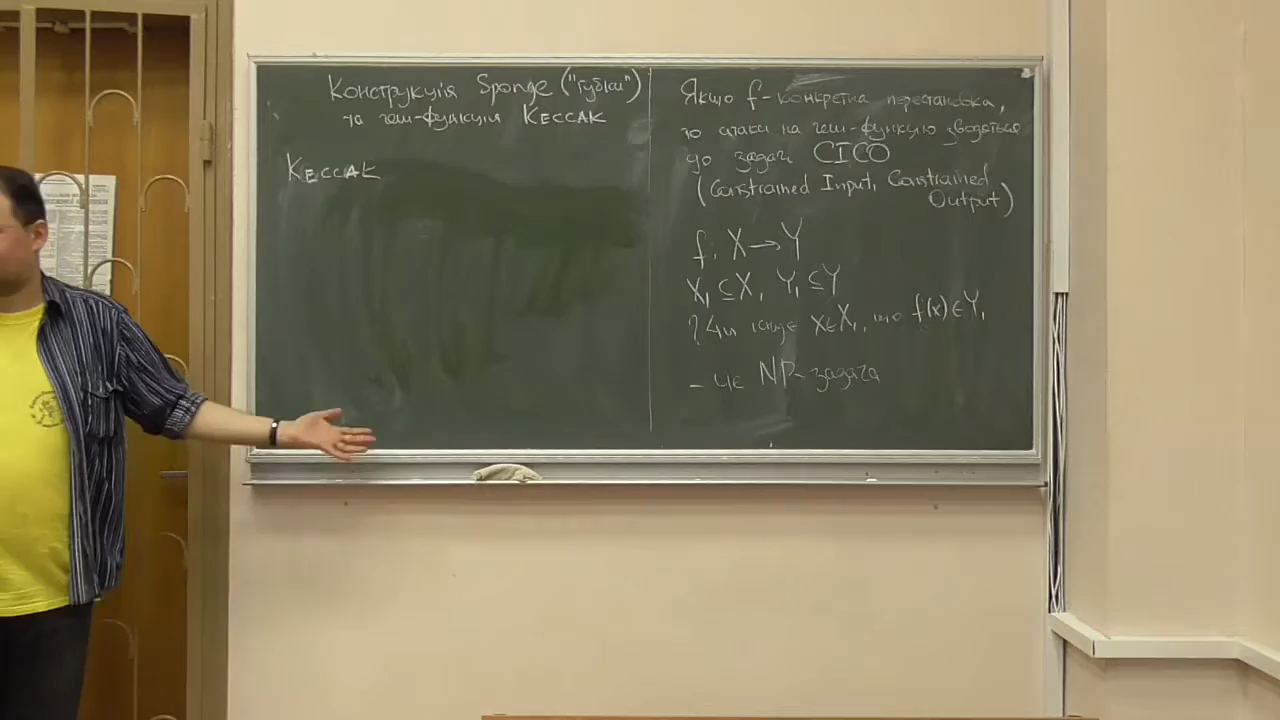 Конструкція Sponge ("губки")
та геш-функція KECCAK
KECCAK
Якщо f-конкретна перестановка,
то атаки на геш-функцію зводяться
до задачі CICO
(Constrained Input, Constrained
Output)
f: X→Y
X₁⊆X, Y₁⊆Y
? Чи існує x∈X₁, що f(x)∈Y₁
- це NP-задача